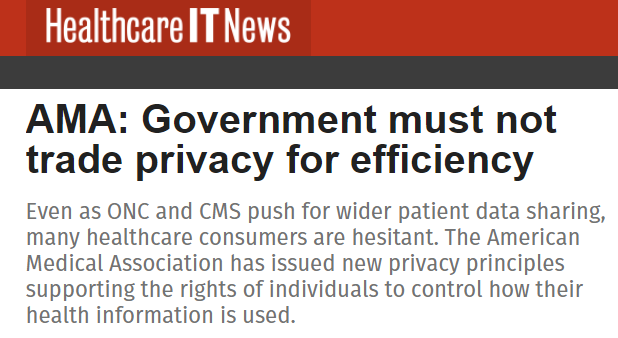 Healthcare IT News
AMA: Government must not
trade privacy for efficiency
Even as ONC and CMS push for wider patient data sharing,
many healthcare consumers are hesitant. The American
Medical Association has issued new privacy principles
supporting the rights of individuals to control how their
health information is used.